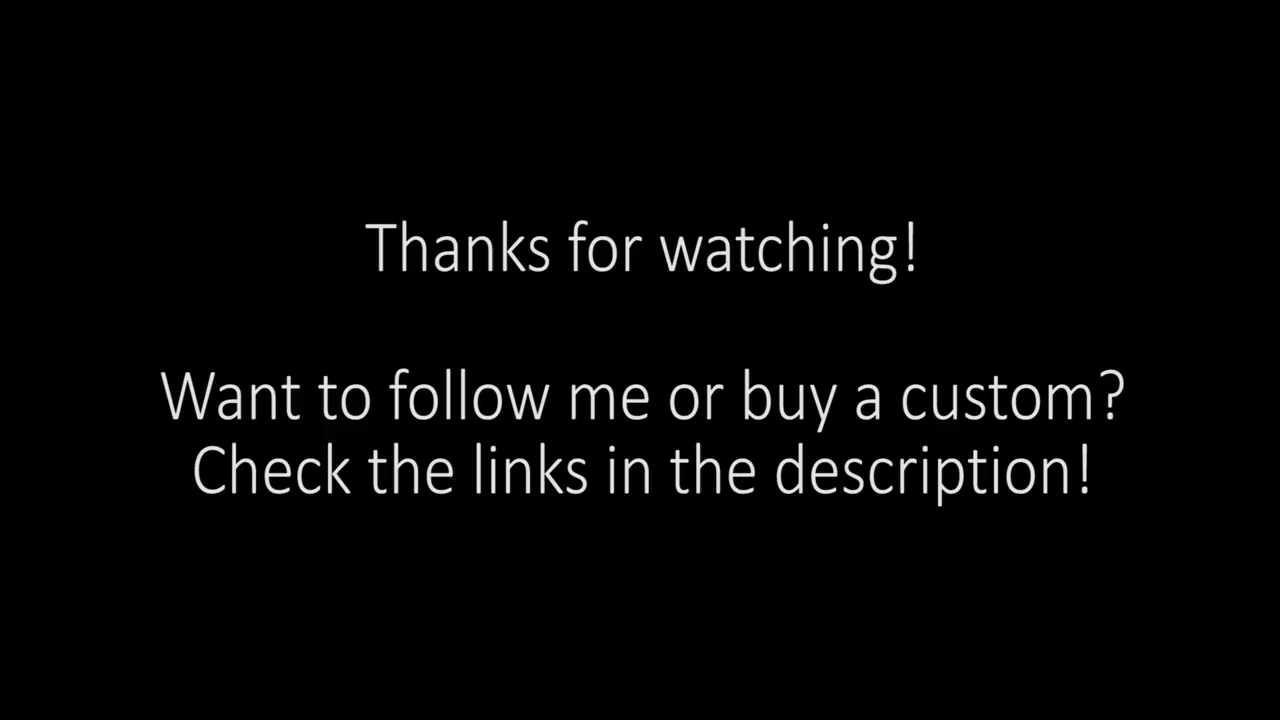 Thanks for watching!
Want to follow me or buy a custom?
Check the links in the description!